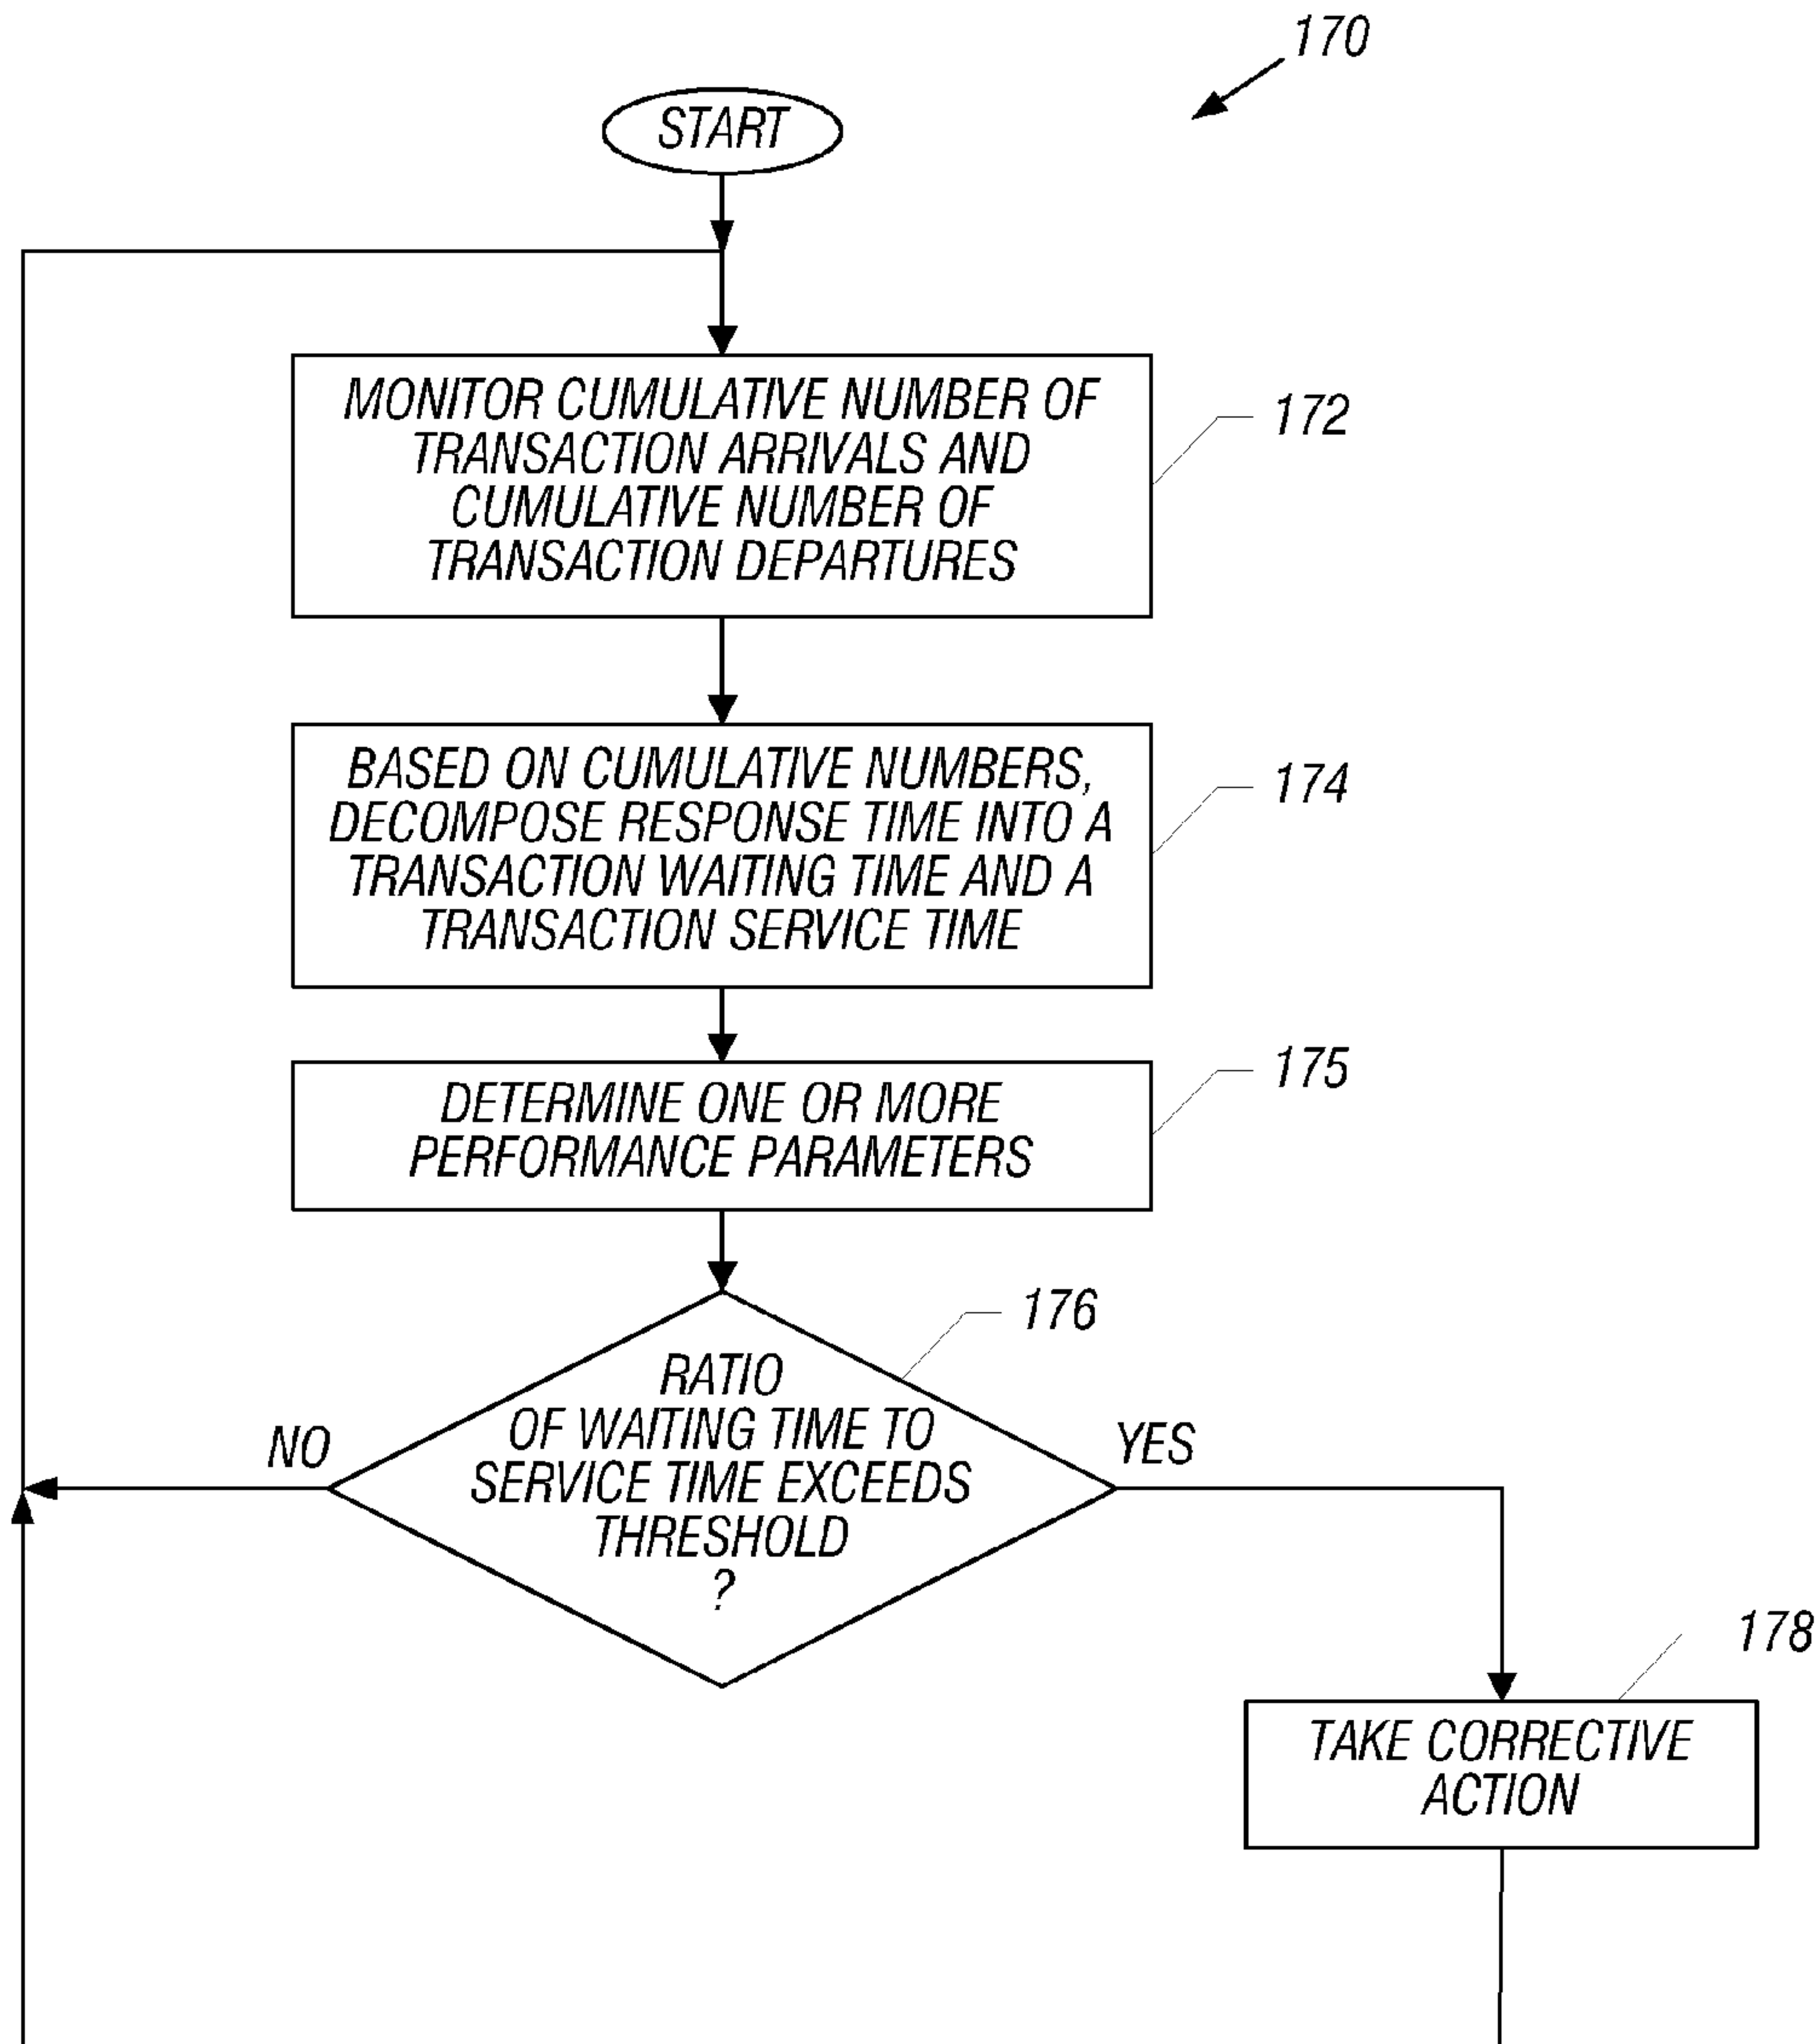 170
START
MONITOR CUMULATIVE NUMBER OF
TRANSACTION ARRIVALS AND
CUMULATIVE NUMBER OF
TRANSACTION DEPARTURES
172
BASED ON CUMULATIVE NUMBERS,
DECOMPOSE RESPONSE TIME INTO A
TRANSACTION WAITING TIME AND A
TRANSACTION SERVICE TIME
174
DETERMINE ONE OR MORE
PERFORMANCE PARAMETERS
175
176
RATIO
OF WAITING TIME TO
SERVICE TIME EXCEEDS
THRESHOLD
?
NO
YES
178
TAKE CORRECTIVE
ACTION